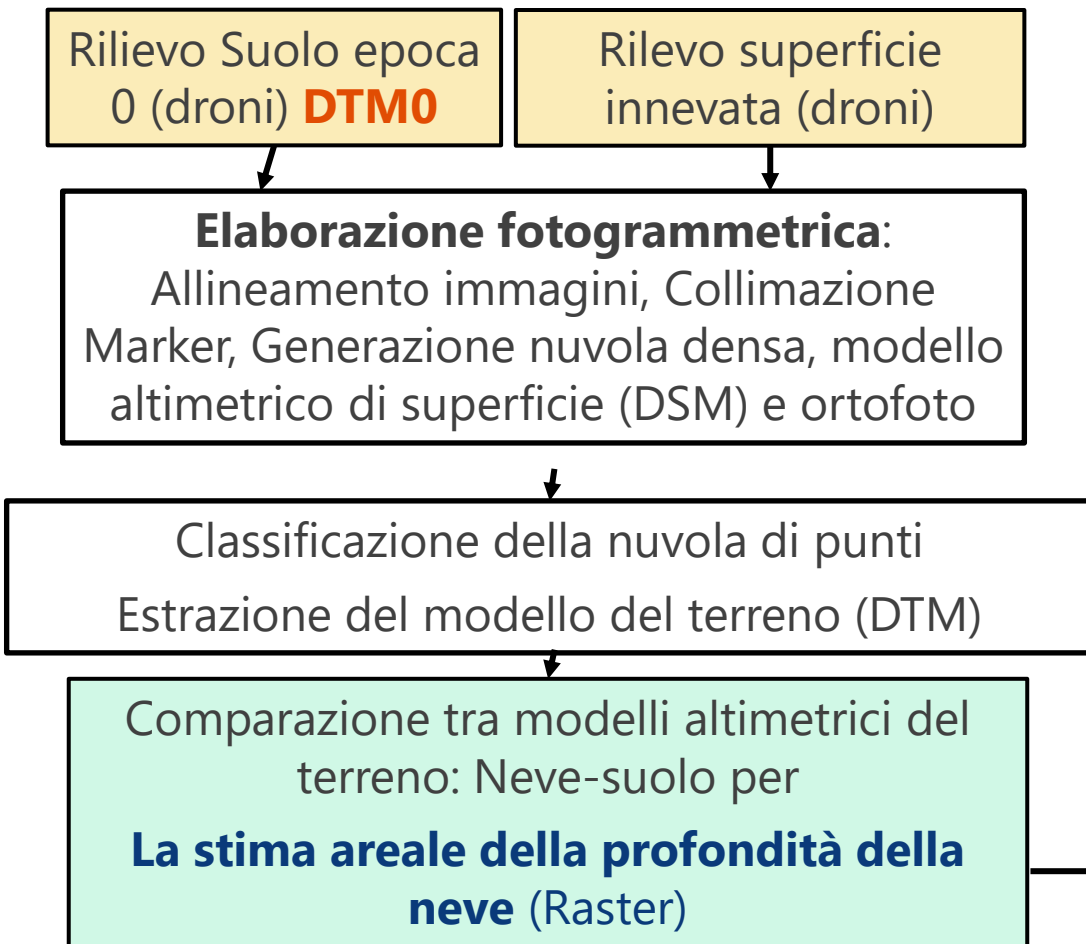 Rilievo Suolo epoca
0 (droni) DTM0
Rilevo superficie
innevata (droni)
Elaborazione fotogrammetrica:
Allineamento immagini, Collimazione
Marker, Generazione nuvola densa, modello
altimetrico di superficie (DSM) e ortofoto
Classificazione della nuvola di punti
Estrazione del modello del terreno (DTM)
Comparazione tra modelli altimetrici del
terreno: Neve-suolo per
La stima areale della profondità della
neve (Raster)